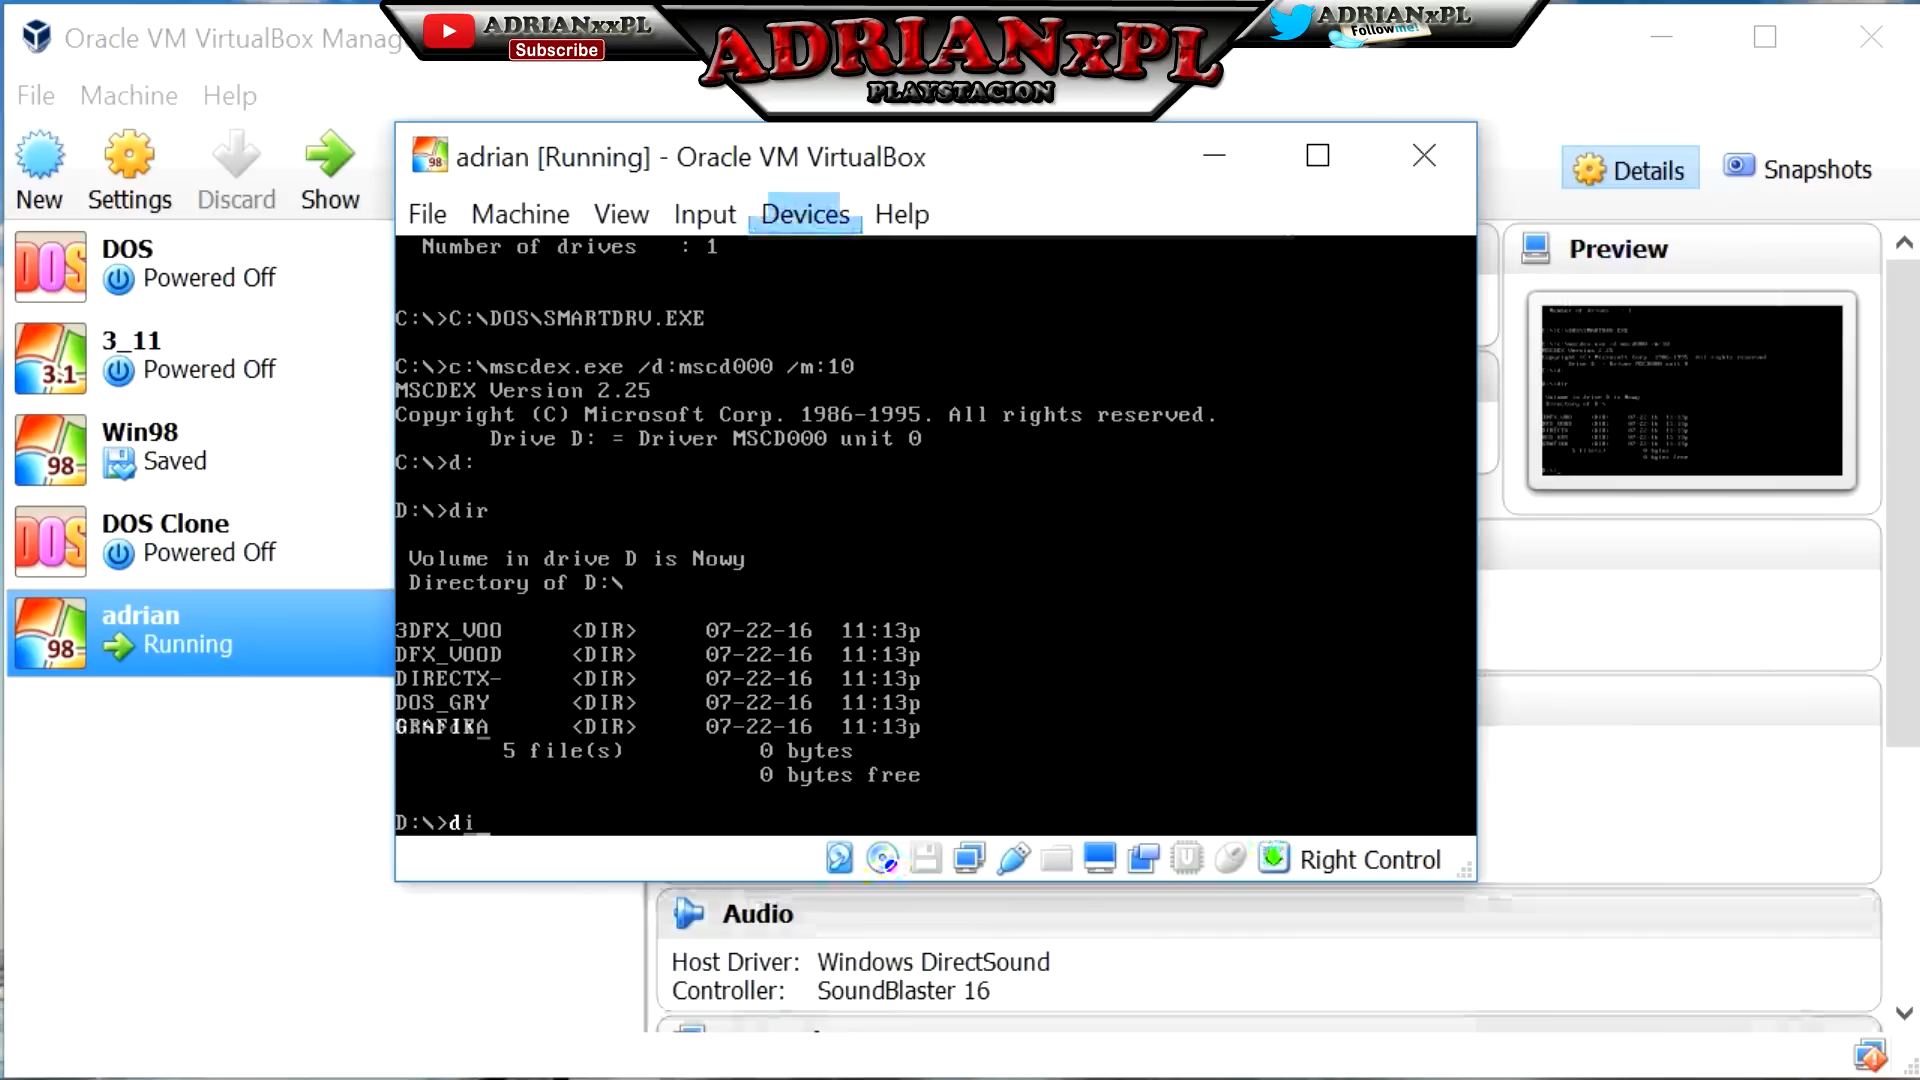 Oracle VM VirtualBox Manag
ADRIANxxPL
Subscribe
ADRIANxPL
PLAYSTACION
ADRIANxPL
Follow me!
File Machine Help
New Settings Discard Show
Details Snapshots
DOS
Powered Off
3_11
Powered Off
3.1
Win98
Saved
98
DOS Clone
Powered Off
DOS
adrian
Running
98
adrian [Running] - Oracle VM VirtualBox
File Machine View Input Devices Help
Number of drives : 1
C:\>C:\DOS\SMARTDRV.EXE
C:\>c:\mscdex.exe /d:mscd000 /m:10
MSCDEX Version 2.25
Copyright (C) Microsoft Corp. 1986-1995. All rights reserved.
Drive D: = Driver MSCD000 unit 0
C:\>d:
D:\>dir
Volume in drive D is Nowy
Directory of D:\
3DFX_VOO <DIR> 07-22-16 11:13p
DFX_VOOD <DIR> 07-22-16 11:13p
DIRECTX- <DIR> 07-22-16 11:13p
DOS_GRY <DIR> 07-22-16 11:13p
GRAFIKA <DIR> 07-22-16 11:13p
5 file(s) 0 bytes
0 bytes free
D:\>di_
Right Control
Preview
Audio
Host Driver: Windows DirectSound
Controller: SoundBlaster 16